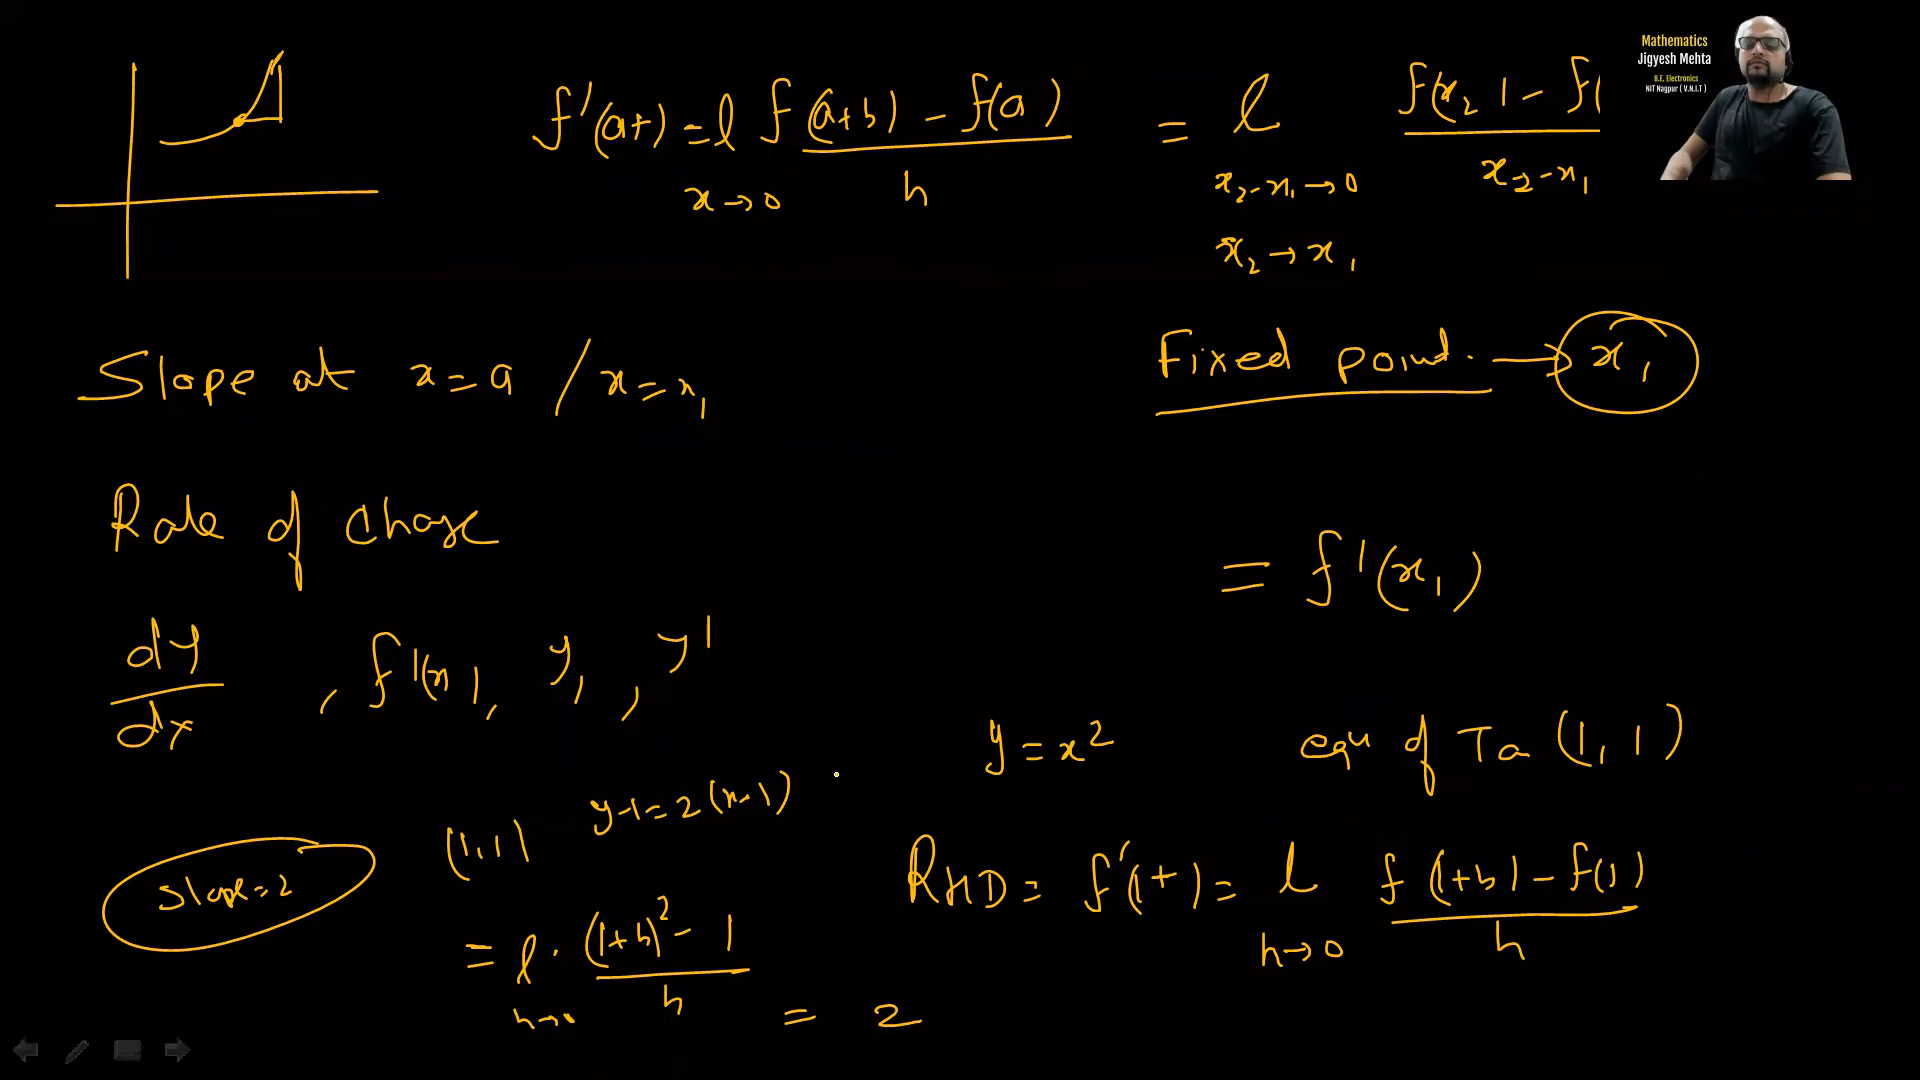 Mathematics
Jigyesh Mehta
B.E. Electronics
NIT Nagpur ( V.N.I.T )
f'(a+) = l f(a+h) - f(a) / h
x→0
= l f(x₂) - f( / x₂-x₁
x₂-x₁→0
x₂→x₁
Slope at x=a / x=x₁
Fixed point. → x₁
Rate of Change
= f'(x₁)
dy/dx , f'(x), y₁, y'
y = x² equ of Ta (1,1)
(1,1) y-1=2(x-1)
Slope=2
RHD = f'(1+) = l f(1+h) - f(1) / h
h→0
= l. (1+h)² - 1 / h
h→0
= 2